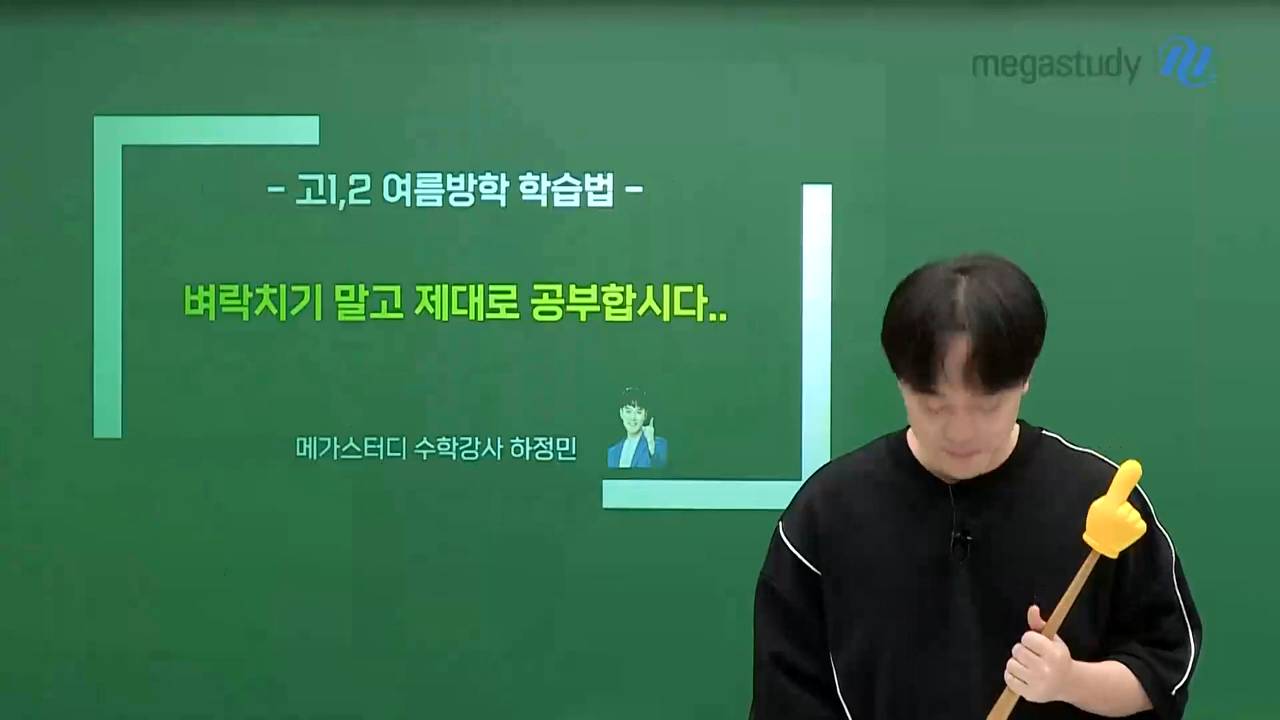 megastudy
- 고1,2 여름방학 학습법 -
벼락치기 말고 제대로 공부합시다..
메가스터디 수학강사 하정민